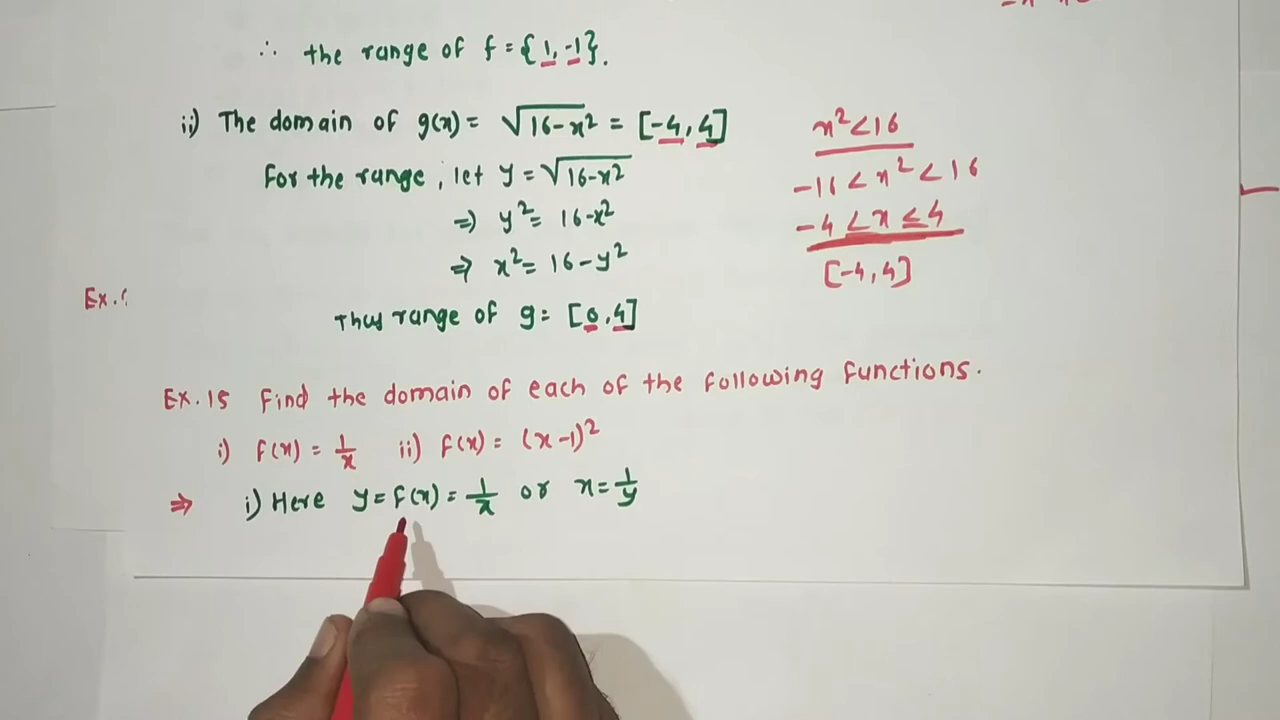 ∴ the range of f = {1, -1}.
ii) The domain of g(x) = √16-x² = [-4, 4]
For the range, let y = √16-x²
⇒ y² = 16-x²
⇒ x² = 16-y²
Thus range of g = [0, 4]
x² < 16
-16 < x² < 16
-4 < x ≤ 4
[-4, 4]
Ex.
Ex. 15 Find the domain of each of the following functions.
i) f(x) = 1/x ii) f(x) = (x-1)²
⇒ i) Here y = f(x) = 1/x or x = 1/y